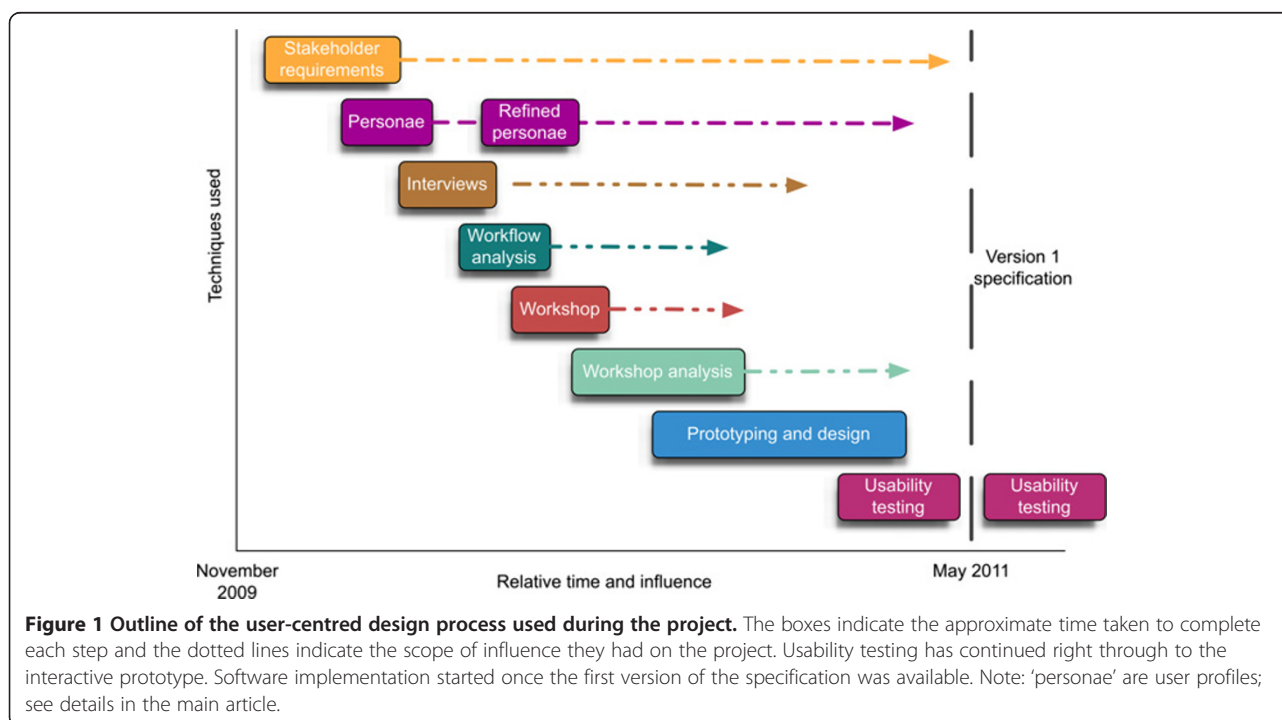 Stakeholder
requirements
Personae
Refined
personae
Interviews
Workflow
analysis
Workshop
Workshop analysis
Prototyping and design
Usability
testing
Usability
testing
Version 1
specification
Techniques used
November
2009
Relative time and influence
May 2011
Figure 1 Outline of the user-centred design process used during the project. The boxes indicate the approximate time taken to complete
each step and the dotted lines indicate the scope of influence they had on the project. Usability testing has continued right through to the
interactive prototype. Software implementation started once the first version of the specification was available. Note: ‘personae’ are user profiles;
see details in the main article.